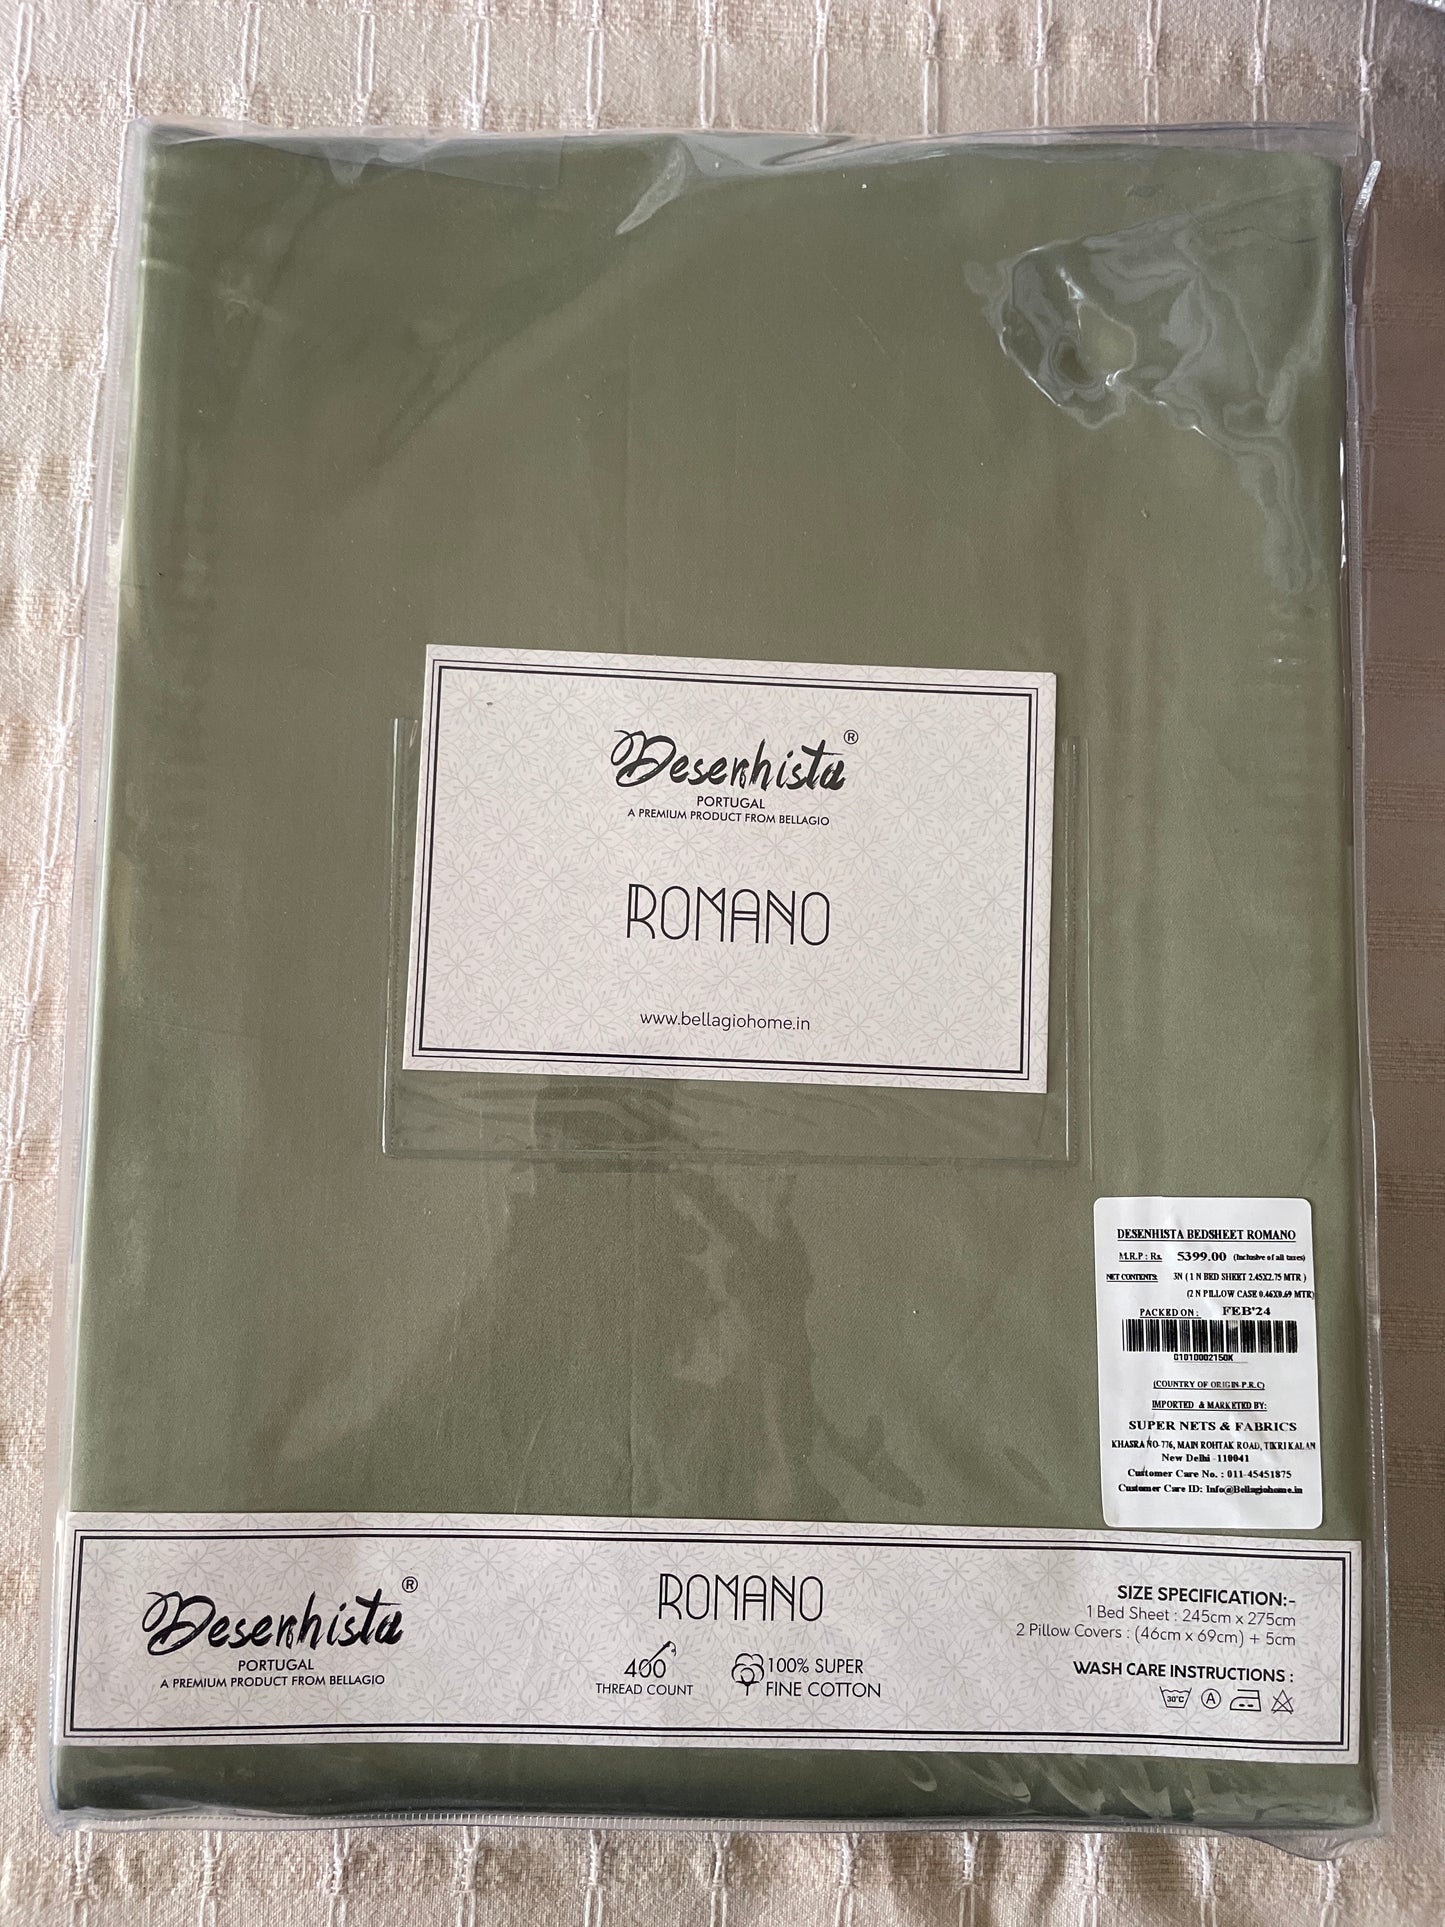 Desenhista®
PORTUGAL
A PREMIUM PRODUCT FROM BELLAGIO
ROMANO
www.bellagiohome.in
DESENHISTA BEDSHEET ROMANO
M.R.P : Rs. 5399.00 (Inclusive of all taxes)
NET CONTENTS: 3N ( 1 N BED SHEET 2.45X2.75 MTR )
(2 N PILLOW CASE 0.46X0.69 MTR)
PACKED ON : FEB'24
01010002150K
(COUNTRY OF ORIGIN-P.R.C)
IMPORTED & MARKETED BY:
SUPER NETS & FABRICS
KHASRA NO-776, MAIN ROHTAK ROAD, TIKRI KALAN
New Delhi -110041
Customer Care No. : 011-45451875
Customer Care ID: Info@Bellagiohome.in
Desenhista®
PORTUGAL
A PREMIUM PRODUCT FROM BELLAGIO
ROMANO
400
THREAD COUNT
100% SUPER
FINE COTTON
SIZE SPECIFICATION:-
1 Bed Sheet : 245cm x 275cm
2 Pillow Covers : (46cm x 69cm) + 5cm
WASH CARE INSTRUCTIONS :
30°C A